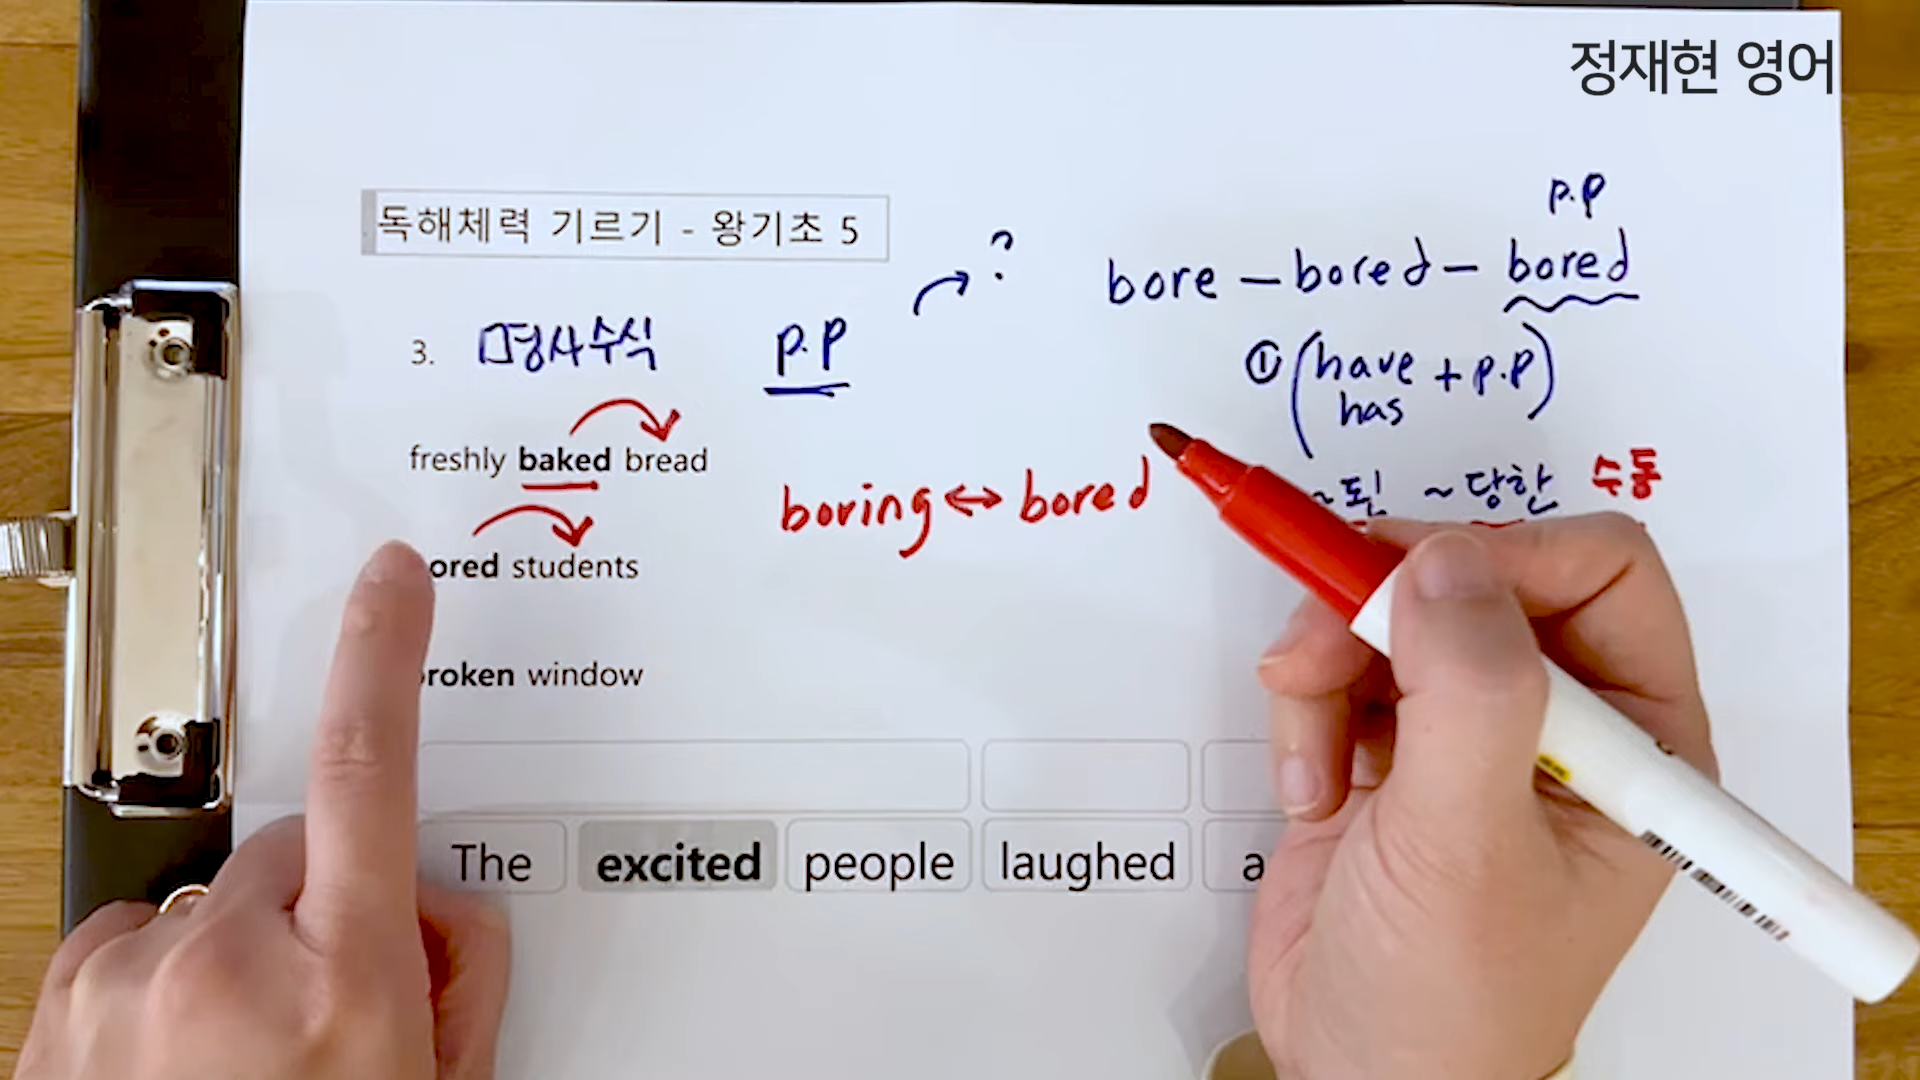 정재현 영어
독해체력 기르기 - 왕기초 5
?
p.p
bore - bored - bored
3. 명사수식 p.p
① (have + p.p)
has
freshly baked bread
boring ↔ bored
~된 ~당한 수동
ored students
roken window
The excited people laughed a